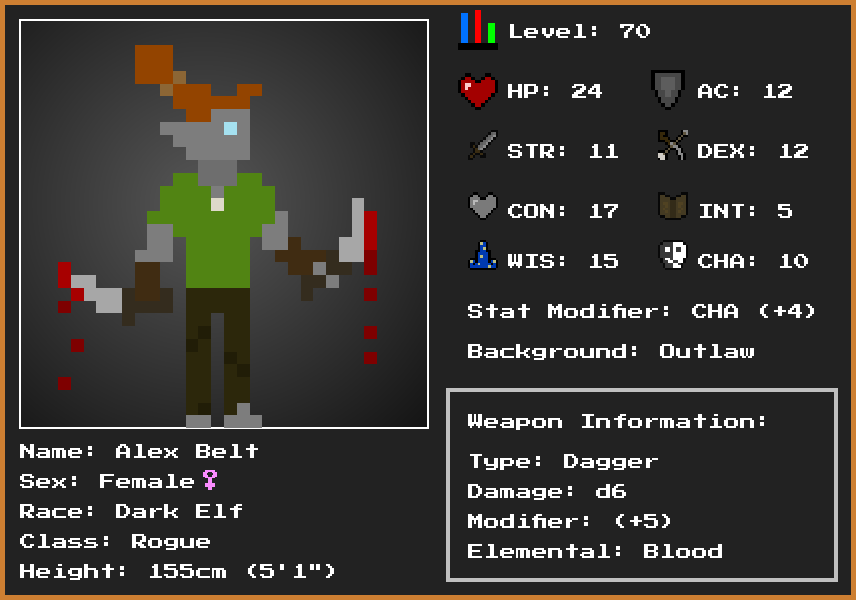 Level: 70
HP: 24
AC: 12
STR: 11
DEX: 12
CON: 17
INT: 5
WIS: 15
CHA: 10
Stat Modifier: CHA (+4)
Background: Outlaw
Weapon Information:
Type: Dagger
Damage: d6
Modifier: (+5)
Elemental: Blood
Name: Alex Belt
Sex: Female♀
Race: Dark Elf
Class: Rogue
Height: 155cm (5'1")